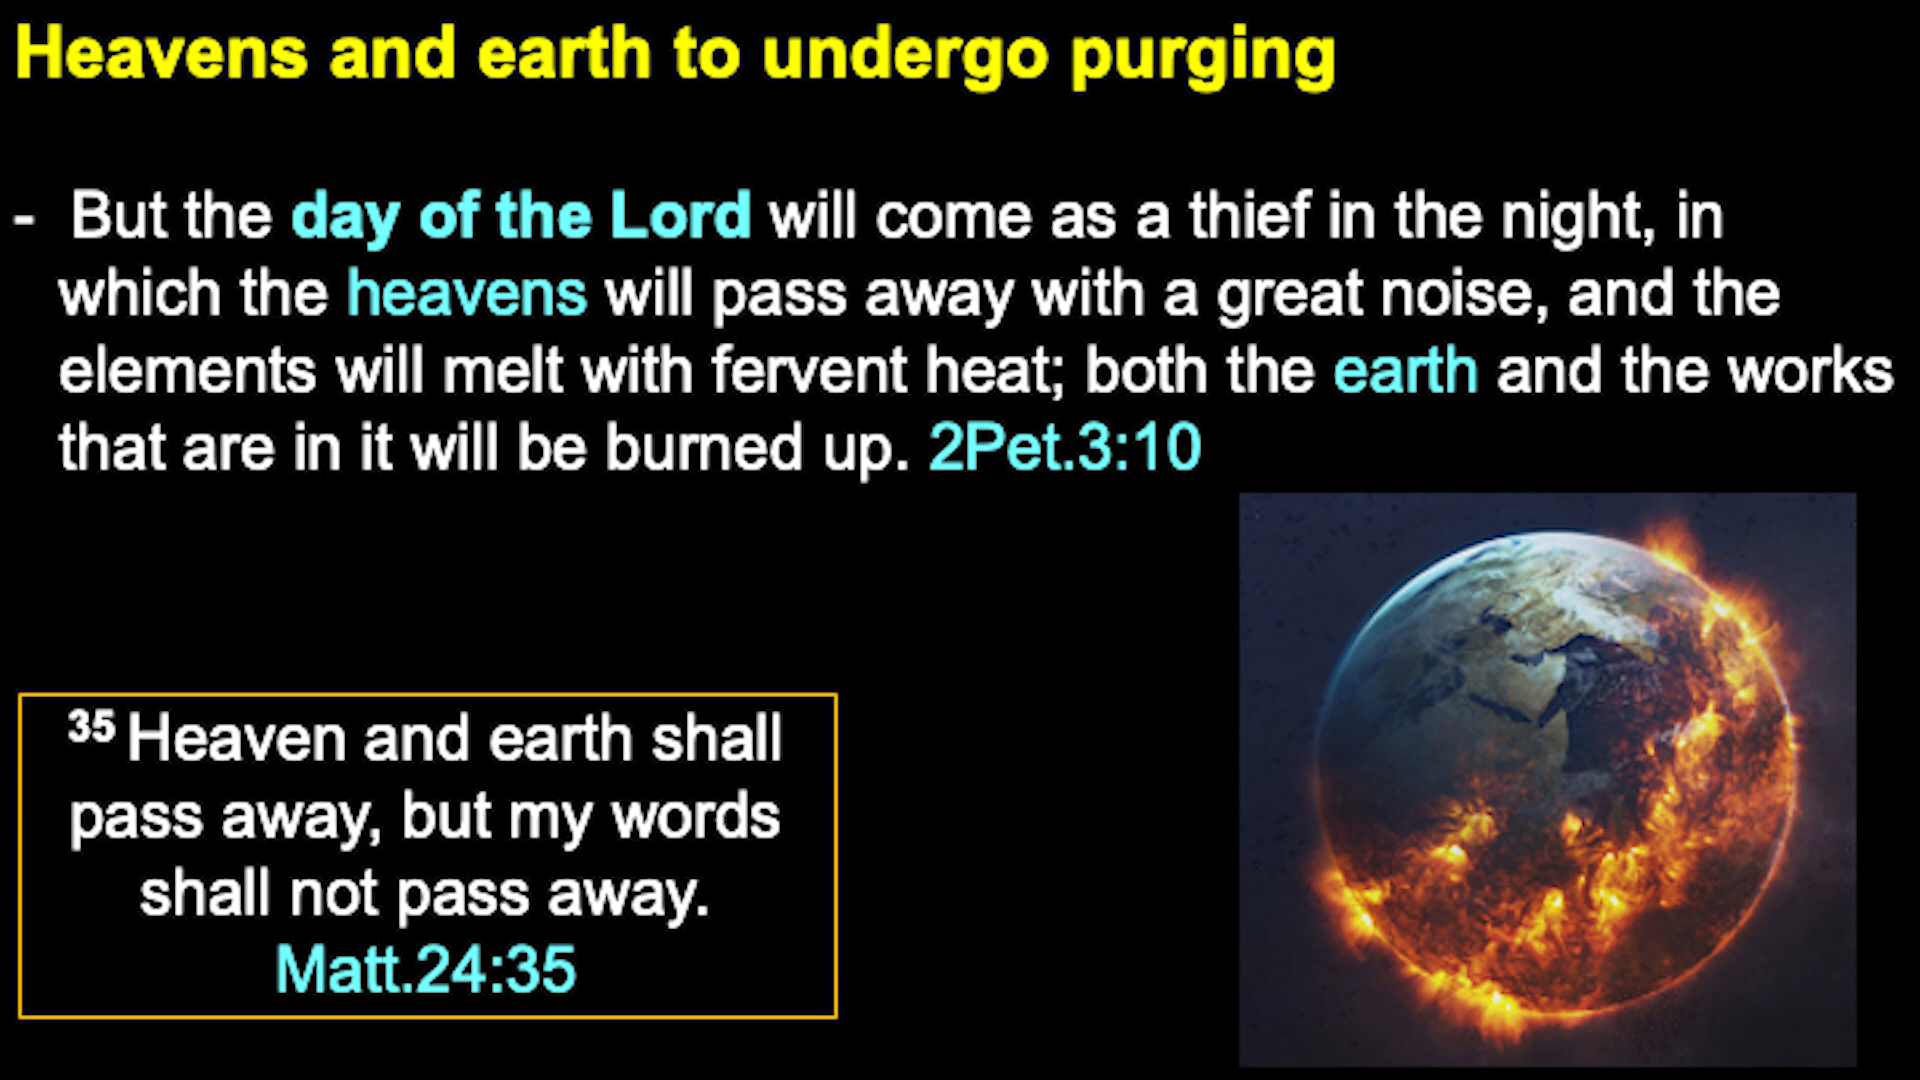 Heavens and earth to undergo purging
- But the day of the Lord will come as a thief in the night, in
which the heavens will pass away with a great noise, and the
elements will melt with fervent heat; both the earth and the works
that are in it will be burned up. 2Pet.3:10
35 Heaven and earth shall
pass away, but my words
shall not pass away.
Matt.24:35